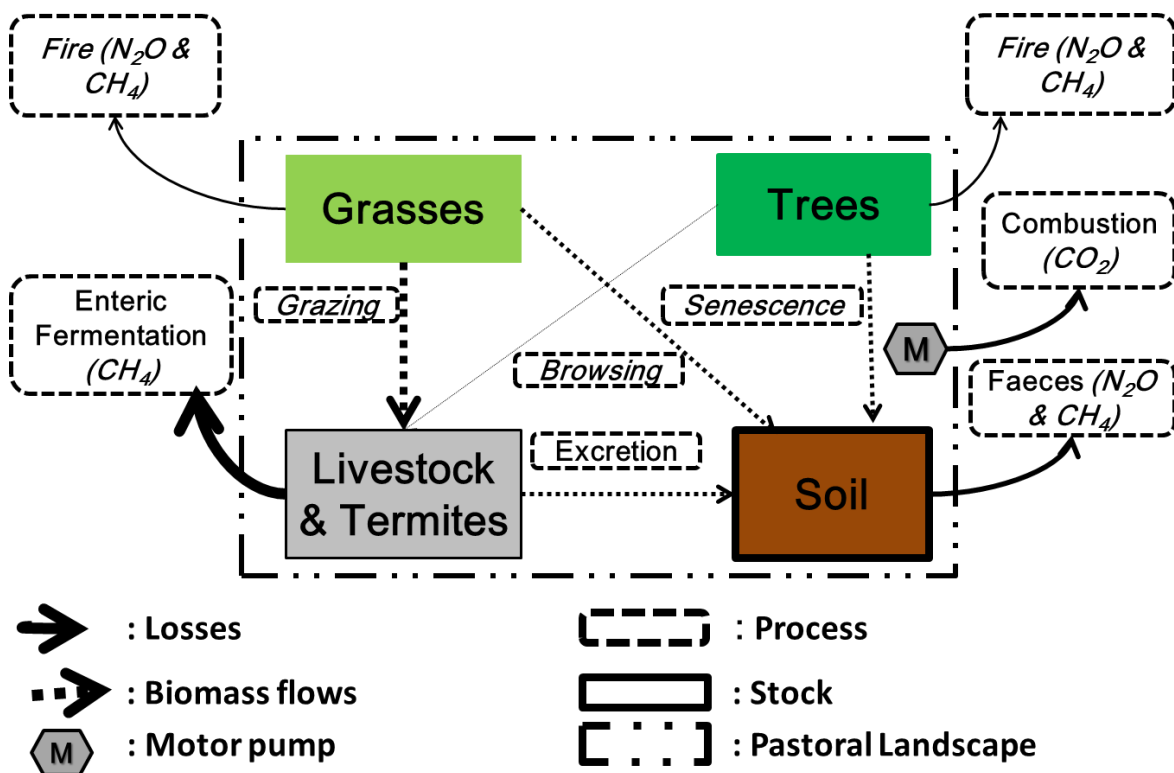 Fire (N₂O &
CH₄)
Fire (N₂O &
CH₄)
Grasses
Trees
Combustion
(CO₂)
Enteric
Fermentation
(CH₄)
Grazing
Senescence
M
Browsing
Faeces (N₂O
& CH₄)
Livestock
& Termites
Excretion
Soil
: Losses
: Process
: Biomass flows
: Stock
M
: Motor pump
: Pastoral Landscape